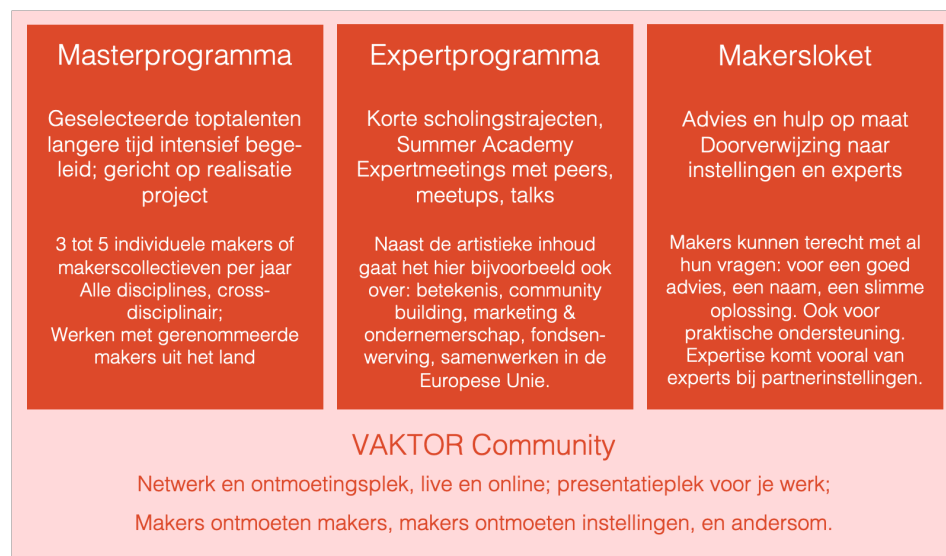 Masterprogramma
Geselecteerde toptalenten
langere tijd intensief bege-
leid; gericht op realisatie
project
3 tot 5 individuele makers of
makerscollectieven per jaar
Alle disciplines, cross-
disciplinair;
Werken met gerenommeerde
makers uit het land
Expertprogramma
Korte scholingstrajecten,
Summer Academy
Expertmeetings met peers,
meetups, talks
Naast de artistieke inhoud
gaat het hier bijvoorbeeld ook
over: betekenis, community
building, marketing &
ondernemerschap, fondsen-
werving, samenwerken in de
Europese Unie.
Makersloket
Advies en hulp op maat
Doorverwijzing naar
instellingen en experts
Makers kunnen terecht met al
hun vragen: voor een goed
advies, een naam, een slimme
oplossing. Ook voor
praktische ondersteuning.
Expertise komt vooral van
experts bij partnerinstellingen.
VAKTOR Community
Netwerk en ontmoetingsplek, live en online; presentatieplek voor je werk;
Makers ontmoeten makers, makers ontmoeten instellingen, en andersom.